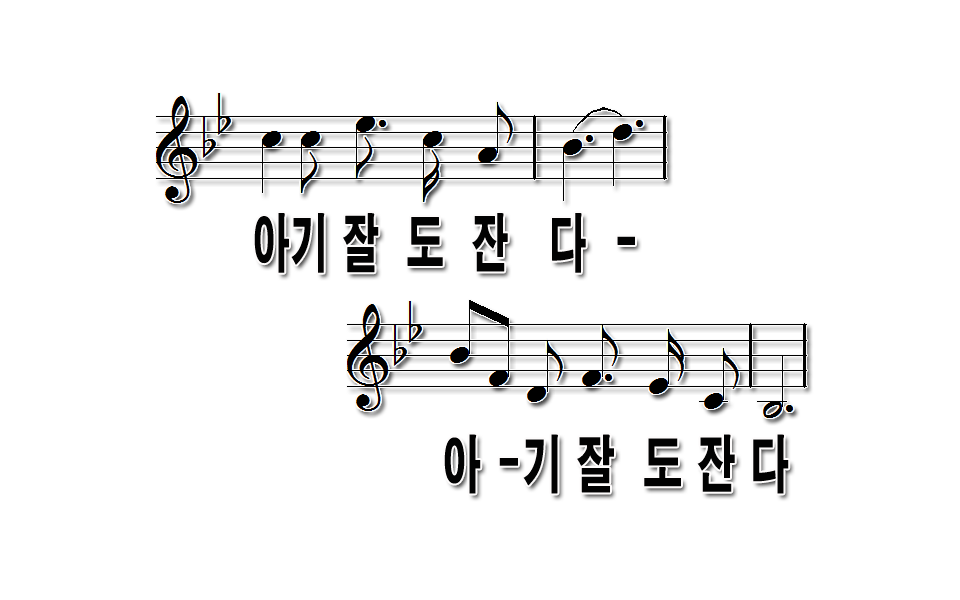 아기 잘 도 잔 다 -
아 -기 잘 도 잔 다